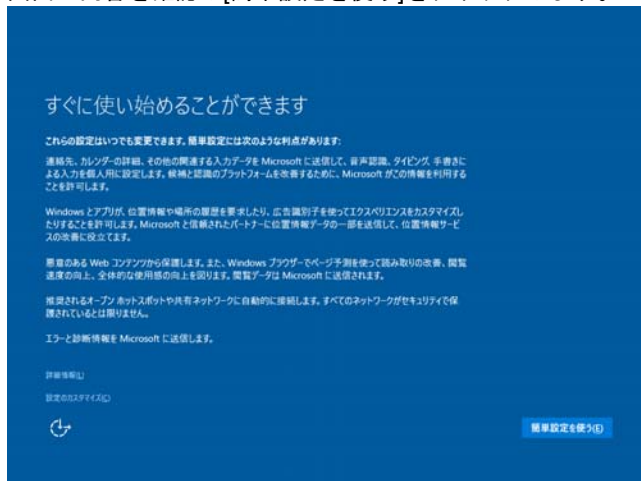 すぐに使い始めることができます
これらの設定はいつでも変更できます。簡単設定には次のような利点があります:
連絡先、カレンダーの詳細、その他の関連する入力データを Microsoft に送信して、音声認識、タイピング、手書きに
よる入力を個人用に設定します。候補と認識のプラットフォームを改善するために、Microsoft がこの情報を利用する
ことを許可します。
Windows とアプリが、位置情報や場所の履歴を要求したり、広告識別子を使ってエクスペリエンスをカスタマイズし
たりすることを許可します。Microsoft と信頼されたパートナーに位置情報データの一部を送信して、位置情報サービ
スの改善に役立てます。
悪意のある Web コンテンツから保護します。また、Windows ブラウザーでページ予測を使って読み取りの改善、閲覧
速度の向上、全体的な使用感の向上を図ります。閲覧データは Microsoft に送信されます。
推奨されるオープン ホットスポットや共有ネットワークに自動的に接続します。すべてのネットワークがセキュリティで保
護されているとは限りません。
エラーと診断情報を Microsoft に送信します。
詳細情報(L)
設定のカスタマイズ(C)
簡単設定を使う(E)